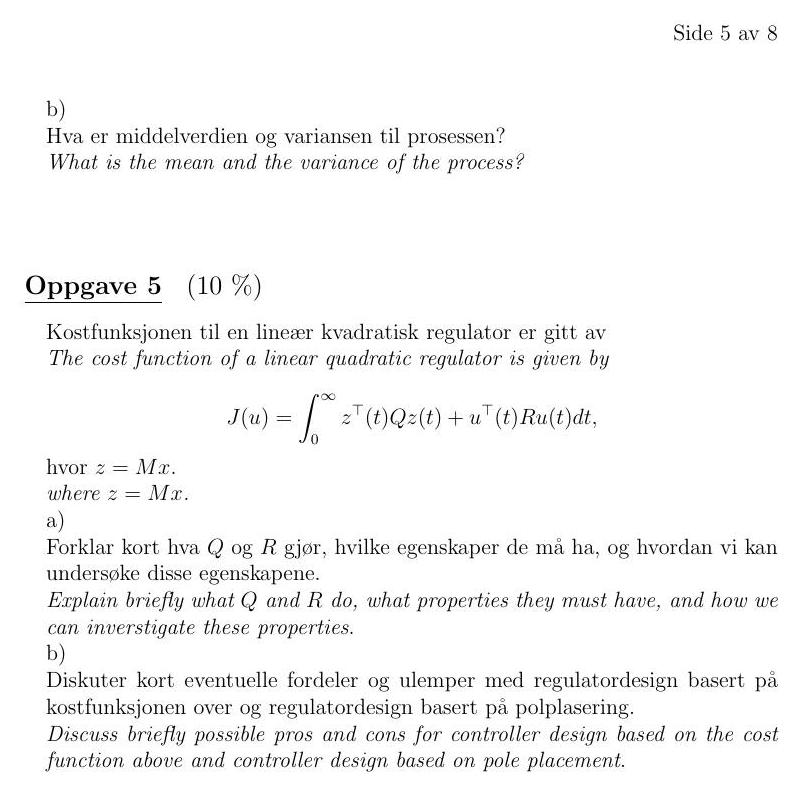 Side 5 av 8
b)
Hva er middelverdien og variansen til prosessen?
What is the mean and the variance of the process?
Oppgave 5 (10 %)
Kostfunksjonen til en lineær kvadratisk regulator er gitt av
The cost function of a linear quadratic regulator is given by
J(u) = ∫₀^∞ z^⊤(t)Qz(t) + u^⊤(t)Ru(t)dt,
hvor z = Mx.
where z = Mx.
a)
Forklar kort hva Q og R gjør, hvilke egenskaper de må ha, og hvordan vi kan
undersøke disse egenskapene.
Explain briefly what Q and R do, what properties they must have, and how we
can inverstigate these properties.
b)
Diskuter kort eventuelle fordeler og ulemper med regulatordesign basert på
kostfunksjonen over og regulatordesign basert på polplasering.
Discuss briefly possible pros and cons for controller design based on the cost
function above and controller design based on pole placement.